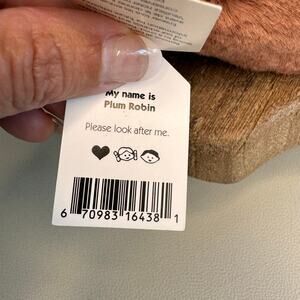 My name is
Plum Robin
Please look after me.
6 70983 16438 1